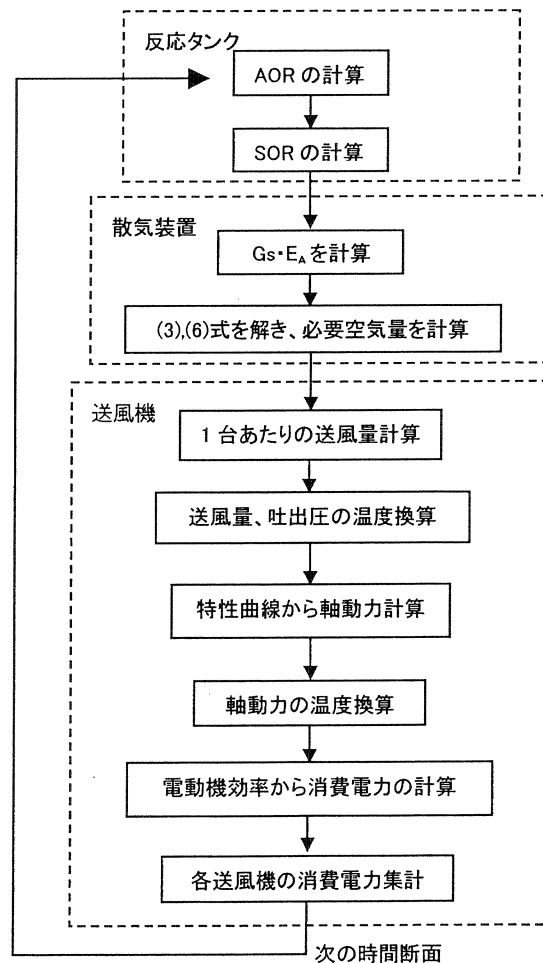 反応タンク
AOR の計算
SOR の計算
散気装置
Gs・EAを計算
(3),(6)式を解き、必要空気量を計算
送風機
1 台あたりの送風量計算
送風量、吐出圧の温度換算
特性曲線から軸動力計算
軸動力の温度換算
電動機効率から消費電力の計算
各送風機の消費電力集計
次の時間断面